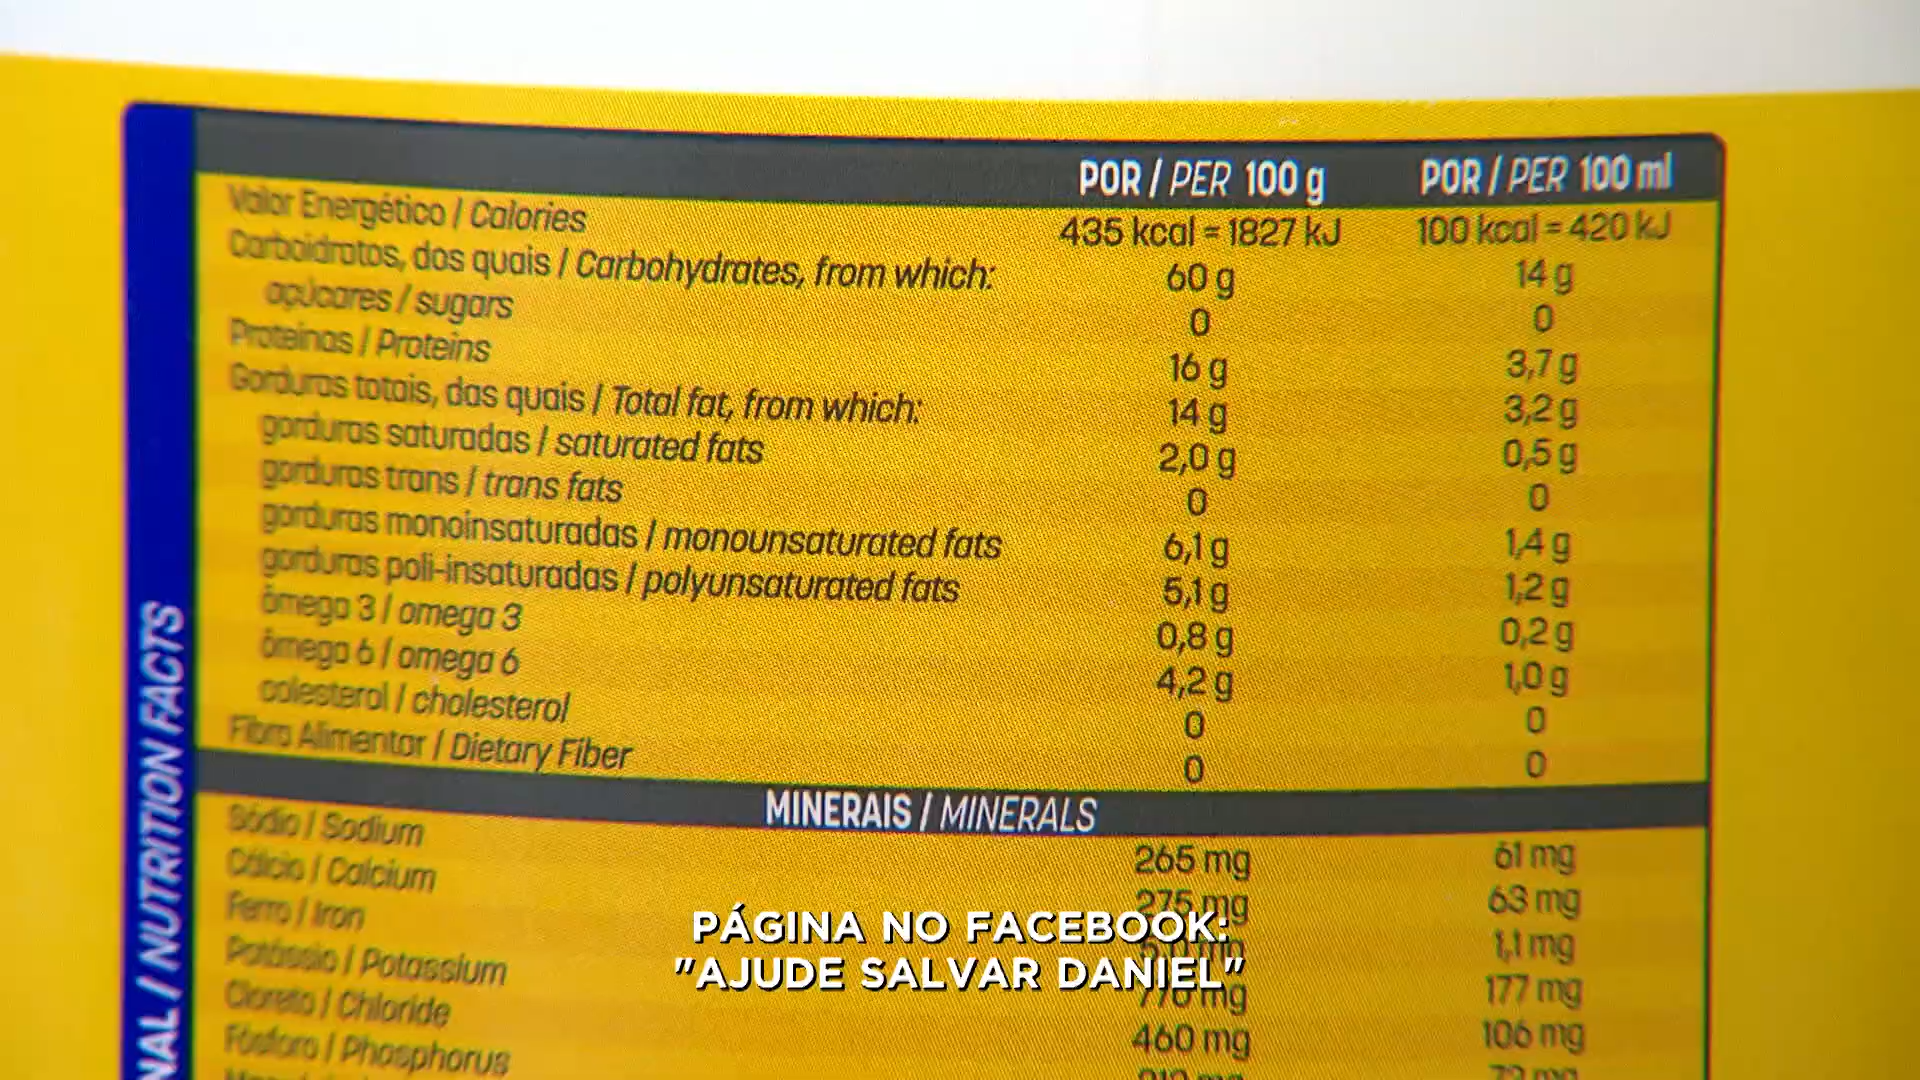 POR / PER 100 g POR / PER 100 ml
Valor Energético / Calories 435 kcal = 1827 kJ 100 kcal = 420 kJ
Carboidratos, dos quais / Carbohydrates, from which: 60 g 14 g
açúcares / sugars 0 0
Proteínas / Proteins 16 g 3,7 g
Gorduras totais, das quais / Total fat, from which: 14 g 3,2 g
gorduras saturadas / saturated fats 2,0 g 0,5 g
gorduras trans / trans fats 0 0
gorduras monoinsaturadas / monounsaturated fats 6,1 g 1,4 g
gorduras poli-insaturadas / polyunsaturated fats 5,1 g 1,2 g
ômega 3 / omega 3 0,8 g 0,2 g
ômega 6 / omega 6 4,2 g 1,0 g
colesterol / cholesterol 0 0
Fibra Alimentar / Dietary Fiber 0 0
MINERAIS / MINERALS
Sódio / Sodium 265 mg 61 mg
Cálcio / Calcium 275 mg 63 mg
Ferro / Iron 1,1 mg
Potássio / Potassium 177 mg
Cloreto / Chloride 460 mg 106 mg
Fósforo / Phosphorus
NAL / NUTRITION FACTS
PÁGINA NO FACEBOOK:
"AJUDE SALVAR DANIEL"